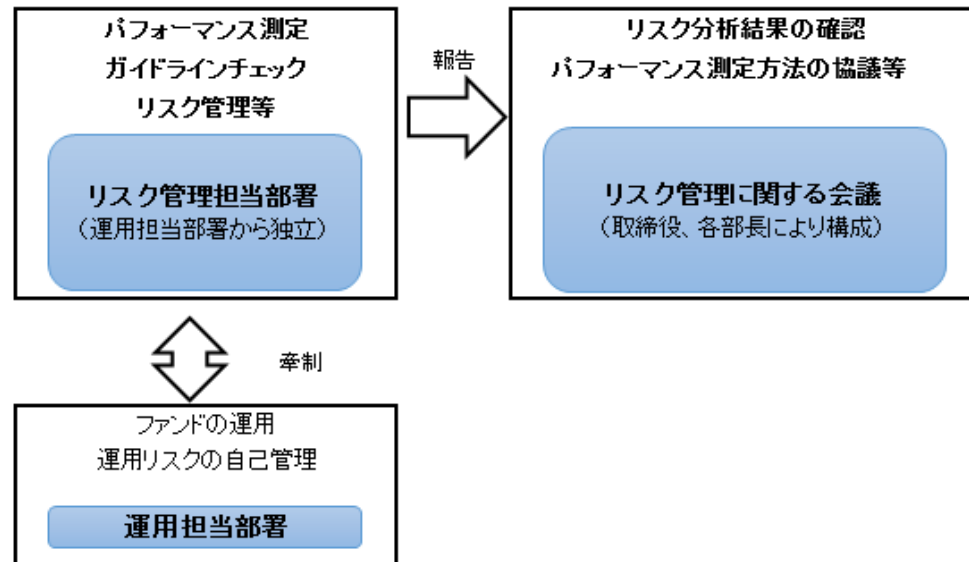 パフォーマンス測定
ガイドラインチェック
リスク管理等
リスク管理担当部署
（運用担当部署から独立）
報告
リスク分析結果の確認
パフォーマンス測定方法の協議等
リスク管理に関する会議
（取締役、各部長により構成）
牽制
ファンドの運用
運用リスクの自己管理
運用担当部署